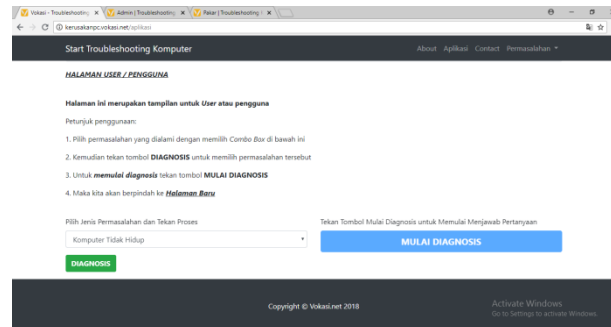 Vokasi - Troubleshooting
Admin | Troubleshooting
Pakar | Troubleshooting
kerusakanpc.vokasi.net/aplikasi
Start Troubleshooting Komputer
About Aplikasi Contact Permasalahan
HALAMAN USER / PENGGUNA
Halaman ini merupakan tampilan untuk User atau pengguna
Petunjuk penggunaan:
1. Pilih permasalahan yang dialami dengan memilih Combo Box di bawah ini
2. Kemudian tekan tombol DIAGNOSIS untuk memilih permasalahan tersebut
3. Untuk memulai diagnosis tekan tombol MULAI DIAGNOSIS
4. Maka kita akan berpindah ke Halaman Baru
Pilih Jenis Permasalahan dan Tekan Proses
Komputer Tidak Hidup
DIAGNOSIS
Tekan Tombol Mulai Diagnosis untuk Memulai Menjawab Pertanyaan
MULAI DIAGNOSIS
Copyright © Vokasi.net 2018
Activate Windows
Go to Settings to activate Windows.